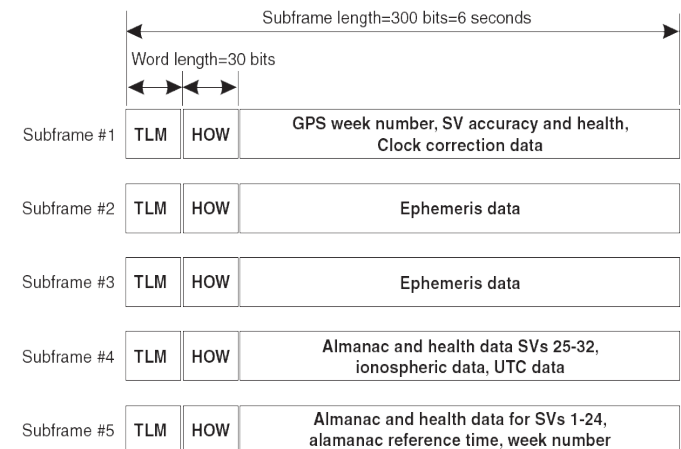 Subframe length=300 bits=6 seconds
Word length=30 bits
Subframe #1 TLM HOW GPS week number, SV accuracy and health,
Clock correction data
Subframe #2 TLM HOW Ephemeris data
Subframe #3 TLM HOW Ephemeris data
Subframe #4 TLM HOW Almanac and health data SVs 25-32,
ionospheric data, UTC data
Subframe #5 TLM HOW Almanac and health data for SVs 1-24,
alamanac reference time, week number